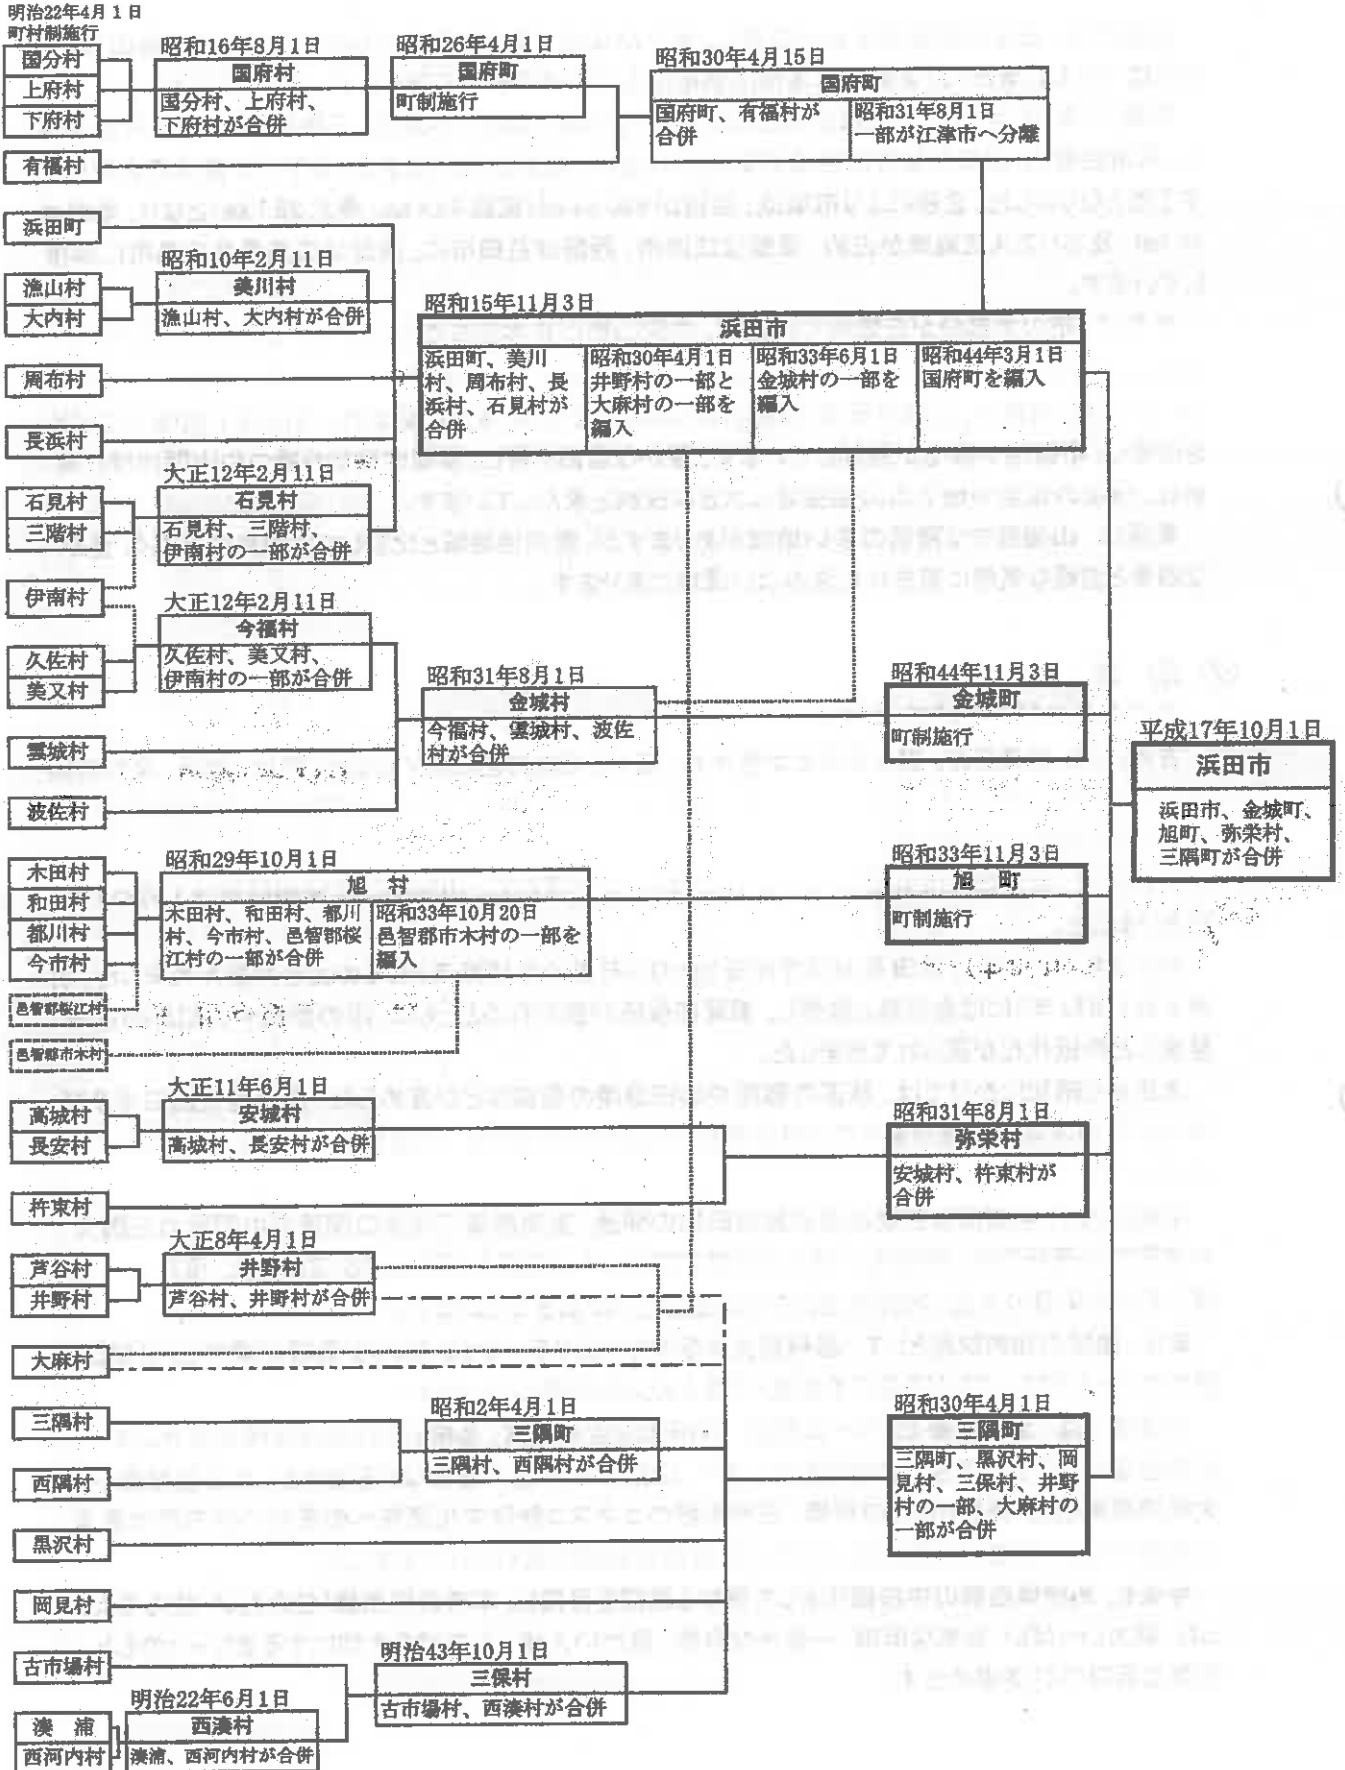 明治22年4月1日
町村制施行
国分村
上府村
下府村
有福村
昭和16年8月1日
国府村
国分村、上府村、
下府村が合併
昭和26年4月1日
国府町
町制施行
昭和30年4月15日
国府町
国府町、有福村が
合併
昭和31年8月1日
一部が江津市へ分離
浜田町
漁山村
大内村
昭和10年2月11日
美川村
漁山村、大内村が合併
周布村
長浜村
石見村
三階村
伊南村
大正12年2月11日
石見村
石見村、三階村、
伊南村の一部が合併
昭和15年11月3日
浜田市
浜田町、美川
村、周布村、長
浜村、石見村が
合併
昭和30年4月1日
井野村の一部と
大麻村の一部を
編入
昭和33年6月1日
金城村の一部を
編入
昭和44年3月1日
国府町を編入
久佐村
美又村
大正12年2月11日
今福村
久佐村、美又村、
伊南村の一部が合併
雲城村
波佐村
昭和31年8月1日
金城村
今福村、雲城村、波佐
村が合併
昭和44年11月3日
金城町
町制施行
平成17年10月1日
浜田市
浜田市、金城町、
旭町、弥栄村、
三隅町が合併
木田村
和田村
都川村
今市村
邑智郡桜江村
邑智郡市木村
昭和29年10月1日
旭 村
木田村、和田村、都川
村、今市村、邑智郡桜
江村の一部が合併
昭和33年10月20日
邑智郡市木村の一部を
編入
昭和33年11月3日
旭 町
町制施行
高城村
長安村
大正11年6月1日
安城村
高城村、長安村が合併
杵束村
昭和31年8月1日
弥栄村
安城村、杵束村が
合併
芦谷村
井野村
大正8年4月1日
井野村
芦谷村、井野村が合併
大麻村
三隅村
西隅村
昭和2年4月1日
三隅町
三隅村、西隅村が合併
黒沢村
岡見村
昭和30年4月1日
三隅町
三隅町、黒沢村、岡
見村、三保村、井野
村の一部、大麻村の
一部が合併
古市場村
湊 浦
西河内村
明治22年6月1日
西湊村
湊浦、西河内村が合併
明治43年10月1日
三保村
古市場村、西湊村が合併